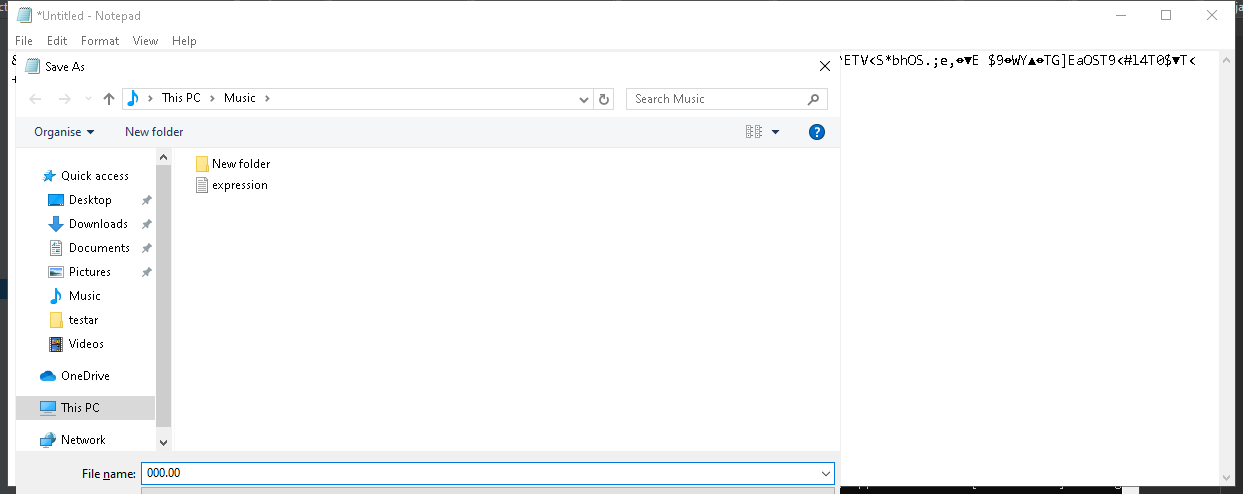 *Untitled - Notepad
File Edit Format View Help
ETV<S*bhOS.;e,⬌▼E $9⬌WY▲⬌TG]EaOST9<#l4T0$▼T<
Save As
This PC > Music >
Search Music
Organise
New folder
?
Quick access
New folder
expression
Desktop
Downloads
Documents
Pictures
Music
testar
Videos
OneDrive
This PC
Network
File name: 000.00